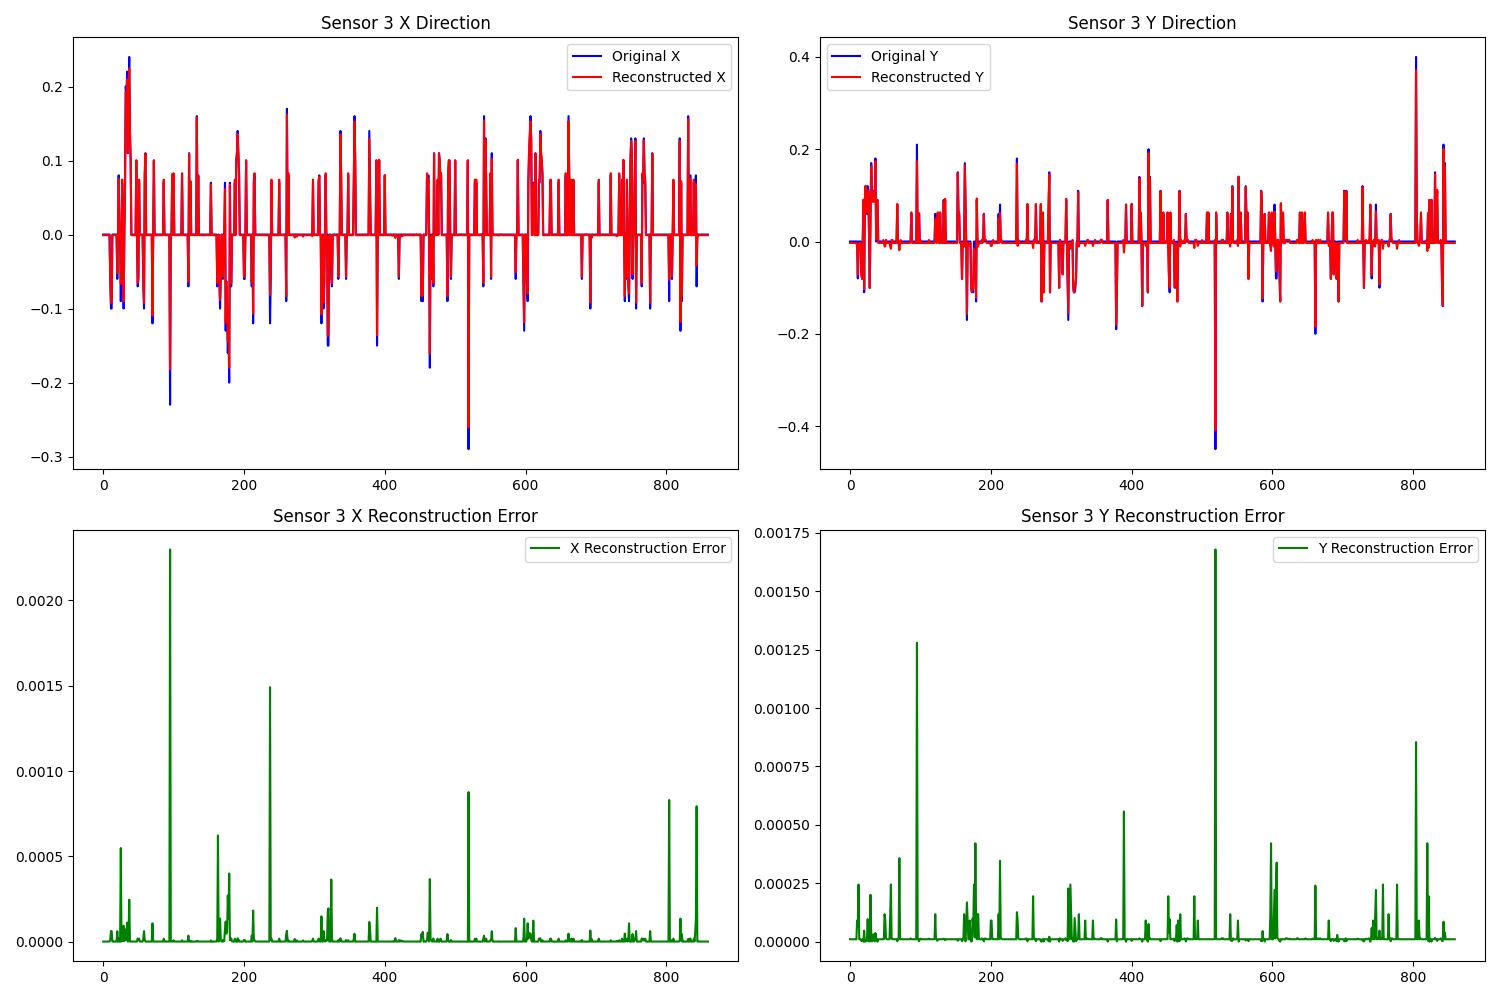 Sensor 3 X Direction
Original X
Reconstructed X
0.2
0.1
0.0
−0.1
−0.2
−0.3
0 200 400 600 800
Sensor 3 Y Direction
Original Y
Reconstructed Y
0.4
0.2
0.0
−0.2
−0.4
0 200 400 600 800
Sensor 3 X Reconstruction Error
X Reconstruction Error
0.0020
0.0015
0.0010
0.0005
0.0000
0 200 400 600 800
Sensor 3 Y Reconstruction Error
Y Reconstruction Error
0.00175
0.00150
0.00125
0.00100
0.00075
0.00050
0.00025
0.00000
0 200 400 600 800